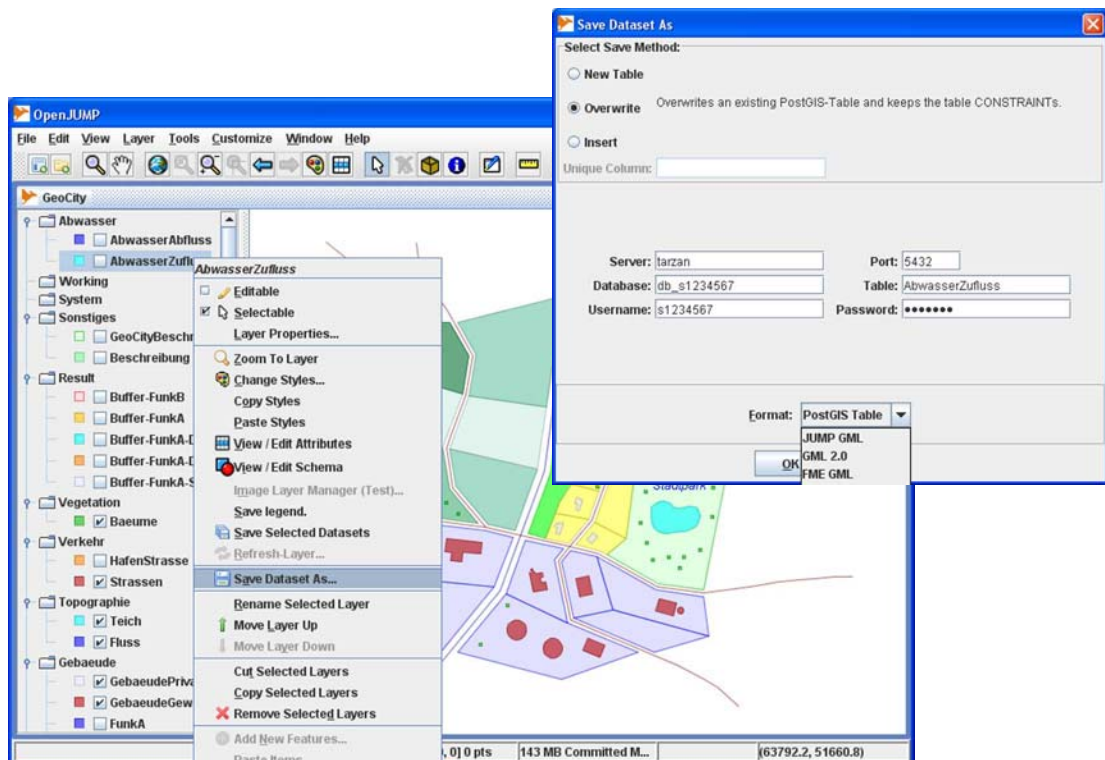 Save Dataset As
Select Save Method:
New Table
Overwrite Overwrites an existing PostGIS-Table and keeps the table CONSTRAINTs.
Insert
Unique Column:
Server: tarzan Port: 5432
Database: db_s1234567 Table: AbwasserZufluss
Username: s1234567 Password: •••••••
Format: PostGIS Table
JUMP GML
GML 2.0
FME GML
OK
OpenJUMP
File Edit View Layer Tools Customize Window Help
GeoCity
Abwasser
AbwasserAbfluss
Working
System
Sonstiges
Beschreibung
Result
Buffer-FunkB
Buffer-FunkA
Vegetation
Baeume
Verkehr
HafenStrasse
Strassen
Topographie
Teich
Fluss
Gebaeude
FunkA
AbwasserZufluss
Editable
Selectable
Layer Properties...
Zoom To Layer
Change Styles...
Copy Styles
Paste Styles
View / Edit Attributes
View / Edit Schema
Image Layer Manager (Test)...
Save legend.
Save Selected Datasets
Refresh-Layer...
Save Dataset As...
Rename Selected Layer
Move Layer Up
Move Layer Down
Cut Selected Layers
Copy Selected Layers
Remove Selected Layers
Add New Features...
Paste Items
Stadtpark
, 0] 0 pts 143 MB Committed M... (63792.2, 51660.8)